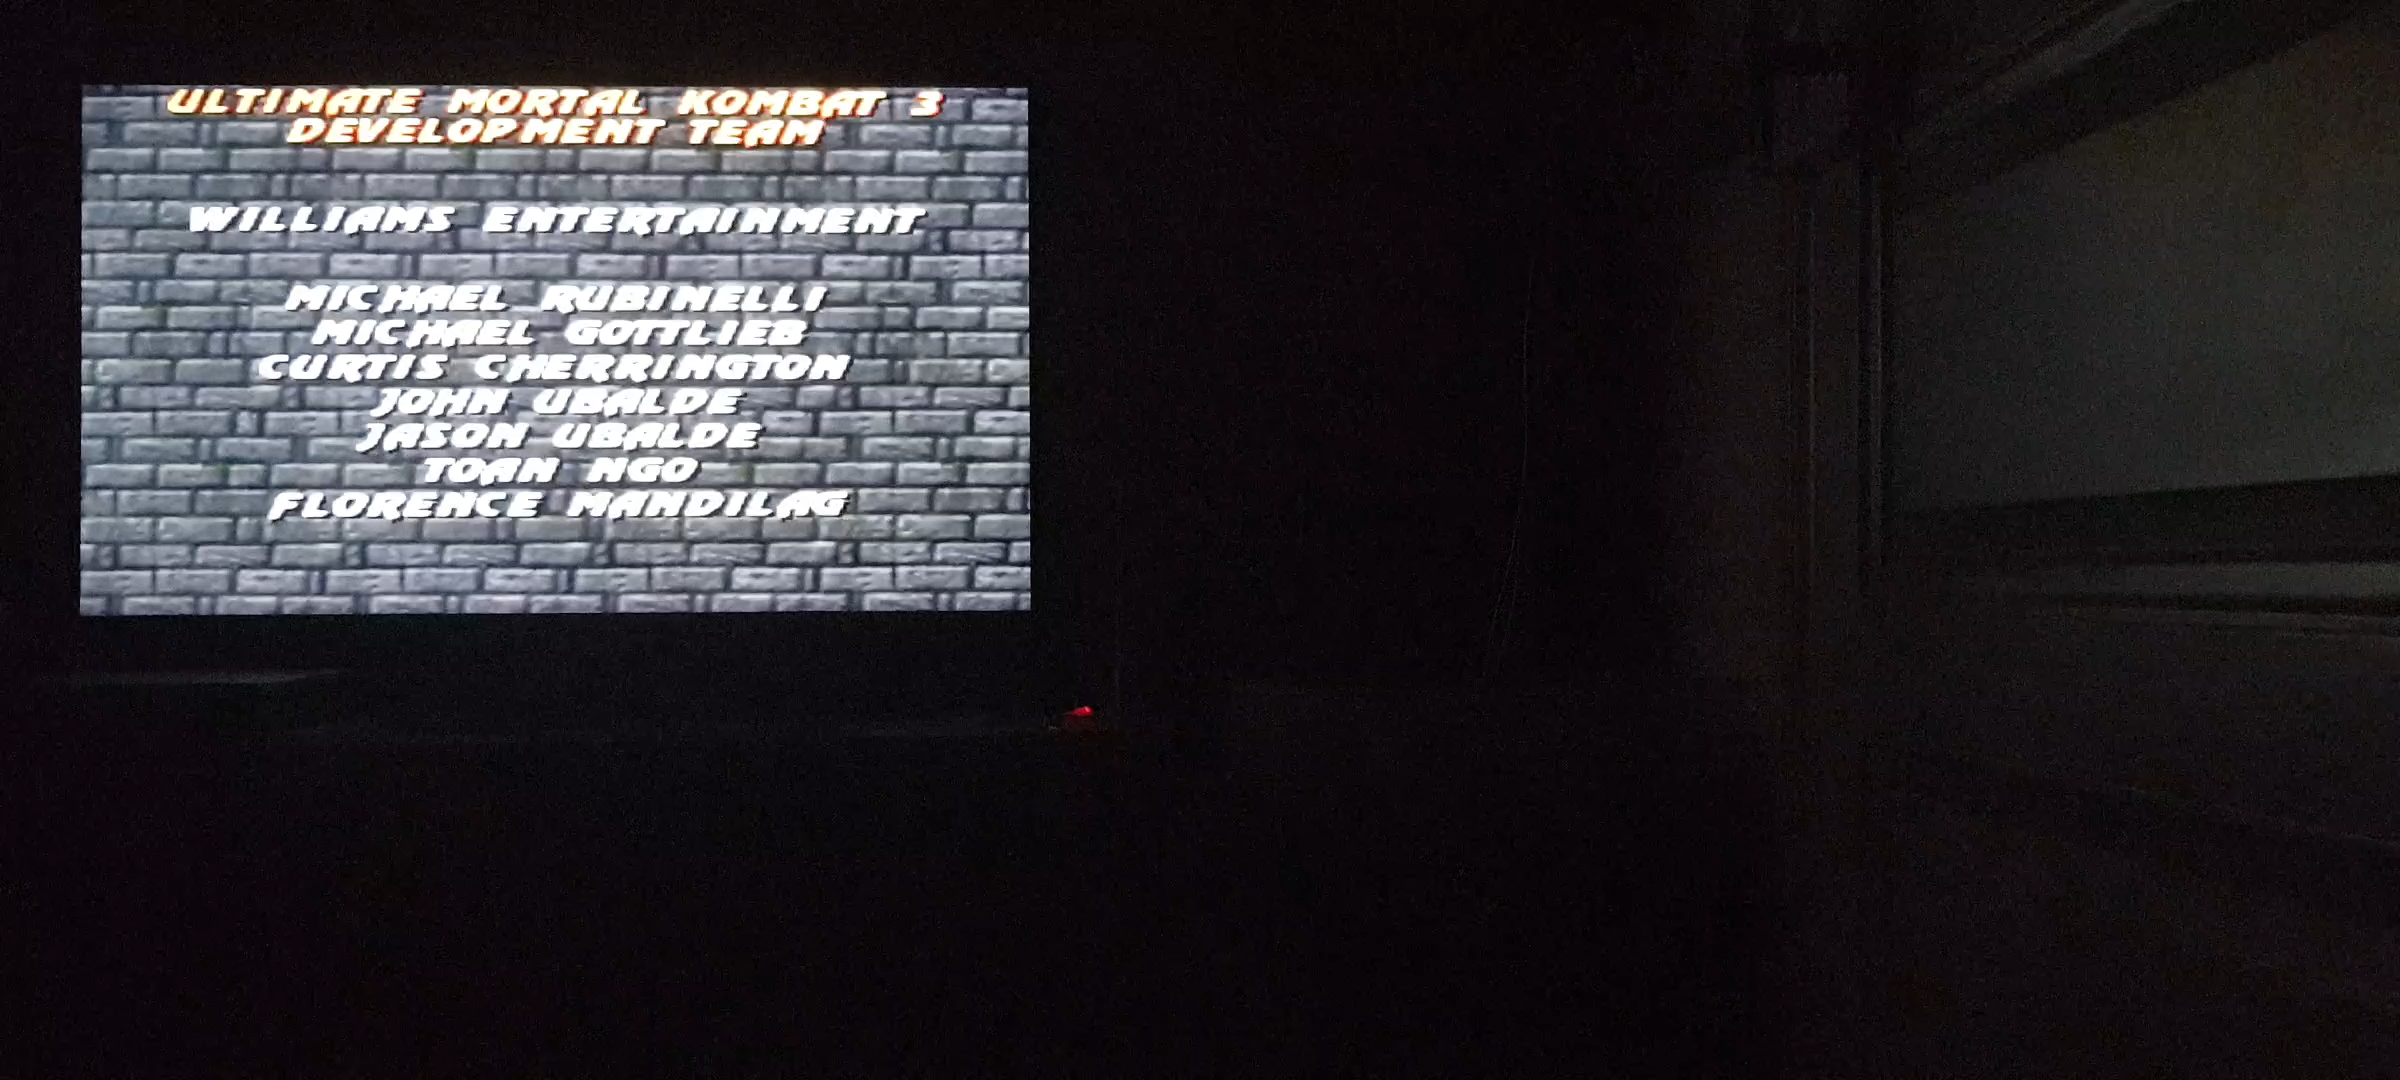 ULTIMATE MORTAL KOMBAT 3
DEVELOPMENT TEAM
WILLIAMS ENTERTAINMENT
MICHAEL RUBINELLI
MICHAEL GOTTLIEB
CURTIS CHERRINGTON
JOHN UBALDE
JASON UBALDE
TOAN NGO
FLORENCE MANDILAG